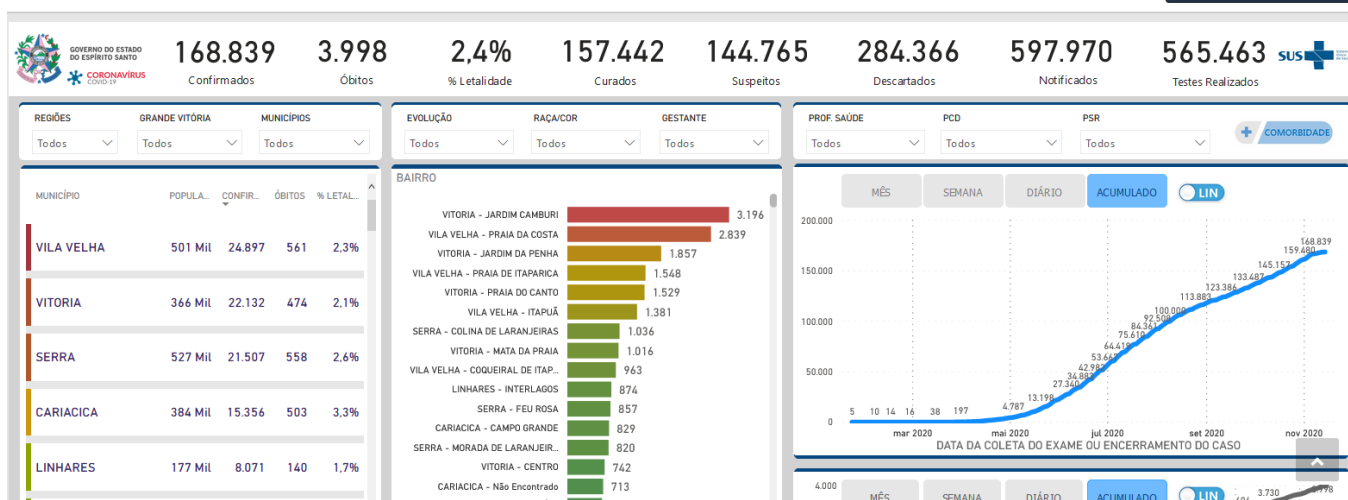 GOVERNO DO ESTADO
DO ESPÍRITO SANTO
CORONAVÍRUS
COVID-19
168.839
Confirmados
3.998
Óbitos
2,4%
% Letalidade
157.442
Curados
144.765
Suspeitos
284.366
Descartados
597.970
Notificados
565.463
Testes Realizados
SUS
REGIÕES GRANDE VITÓRIA MUNICÍPIOS
Todos Todos Todos
EVOLUÇÃO RAÇA/COR GESTANTE
Todos Todos Todos
PROF. SAÚDE PCD PSR
Todos Todos Todos
+ COMORBIDADE
MUNICÍPIO POPULA... CONFIR... ÓBITOS % LETAL...
VILA VELHA 501 Mil 24.897 561 2,3%
VITORIA 366 Mil 22.132 474 2,1%
SERRA 527 Mil 21.507 558 2,6%
CARIACICA 384 Mil 15.356 503 3,3%
LINHARES 177 Mil 8.071 140 1,7%
BAIRRO
VITORIA - JARDIM CAMBURI 3.196
VILA VELHA - PRAIA DA COSTA 2.839
VITORIA - JARDIM DA PENHA 1.857
VILA VELHA - PRAIA DE ITAPARICA 1.548
VITORIA - PRAIA DO CANTO 1.529
VILA VELHA - ITAPUÃ 1.381
SERRA - COLINA DE LARANJEIRAS 1.036
VITORIA - MATA DA PRAIA 1.016
VILA VELHA - COQUEIRAL DE ITAP... 963
LINHARES - INTERLAGOS 874
SERRA - FEU ROSA 857
CARIACICA - CAMPO GRANDE 829
SERRA - MORADA DE LARANJEIR... 820
VITORIA - CENTRO 742
CARIACICA - Não Encontrado 713
MÊS SEMANA DIÁRIO ACUMULADO LIN
200.000
150.000
100.000
50.000
0
5 10 14 16 38 197 4.787 13.198 27.340 34.883 42.983 53.667 64.419 75.610 84.361 92.508 100.000 113.883 123.386 133.487 145.157 159.480 168.839
mar 2020 mai 2020 jul 2020 set 2020 nov 2020
DATA DA COLETA DO EXAME OU ENCERRAMENTO DO CASO
4.000
MÊS SEMANA DIÁRIO ACUMULADO LIN
3.730